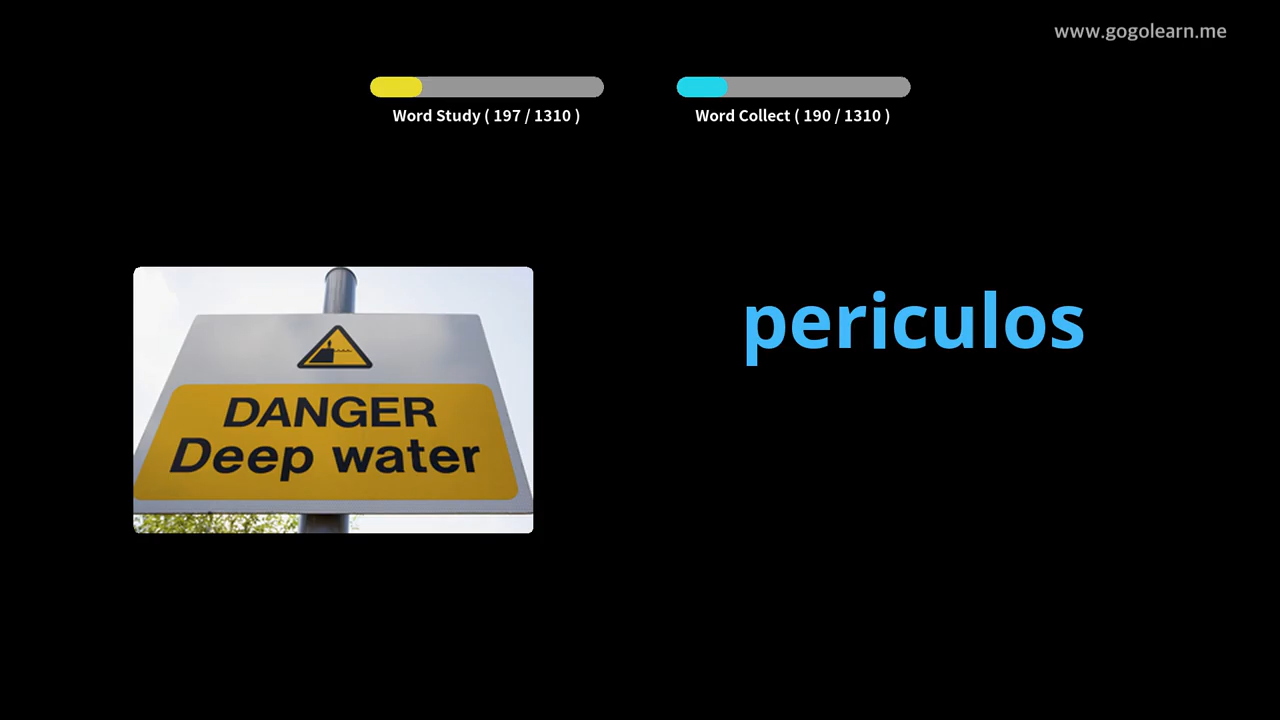 www.gogolearn.me
Word Study ( 197 / 1310 )
Word Collect ( 190 / 1310 )
periculos
DANGER
Deep water